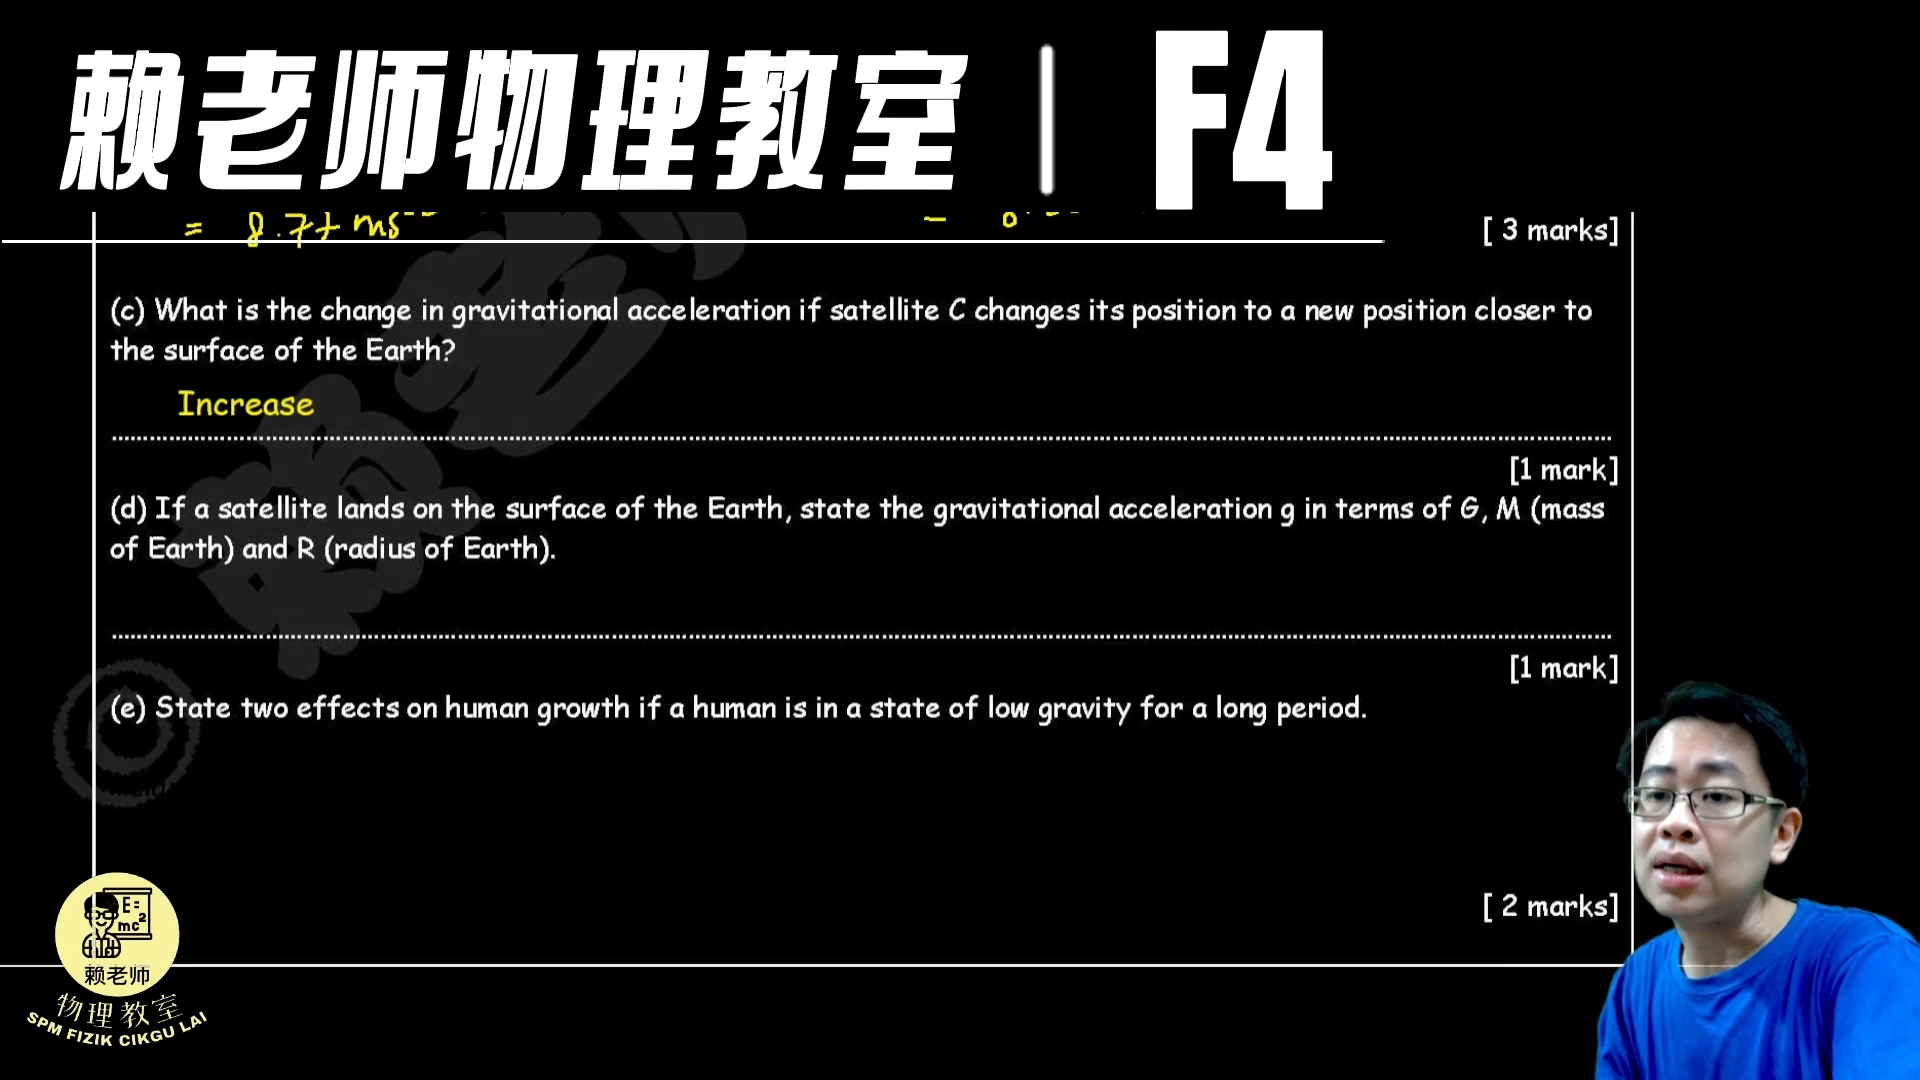 赖老师物理教室 | F4
= 8.77 ms
[ 3 marks]
(c) What is the change in gravitational acceleration if satellite C changes its position to a new position closer to
the surface of the Earth?
Increase
[1 mark]
(d) If a satellite lands on the surface of the Earth, state the gravitational acceleration g in terms of G, M (mass
of Earth) and R (radius of Earth).
[1 mark]
(e) State two effects on human growth if a human is in a state of low gravity for a long period.
[ 2 marks]
E=
mc2
赖老师
物理教室
SPM FIZIK CIKGU LAI